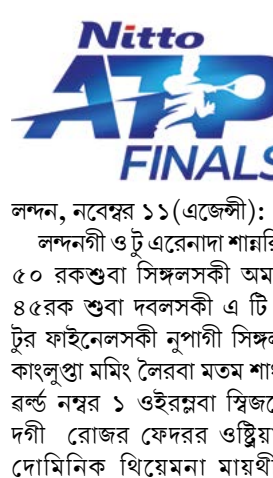 Nitto
ATP
FINALS
লন্দন, নবেম্বর ১১(এজেন্সী):
লন্দনগী ও টু এরেনাদা শান্নরি
৫০ রকশুবা সিঙ্গলসকী অম
৪৫রক শুবা দবলসকী এ টি
টুর ফাইনেলসকী নুপাগী সিঙ্গল
কাংলুপ্তা মমিং লৈরবা মতম শাং
ৱর্ল্ড নম্বর ১ ওইরম্লবা স্বিজ
দগী রোজর ফেদরর ওষ্ট্রিয়া
দোমিনিক থিয়েমনা মায়থী